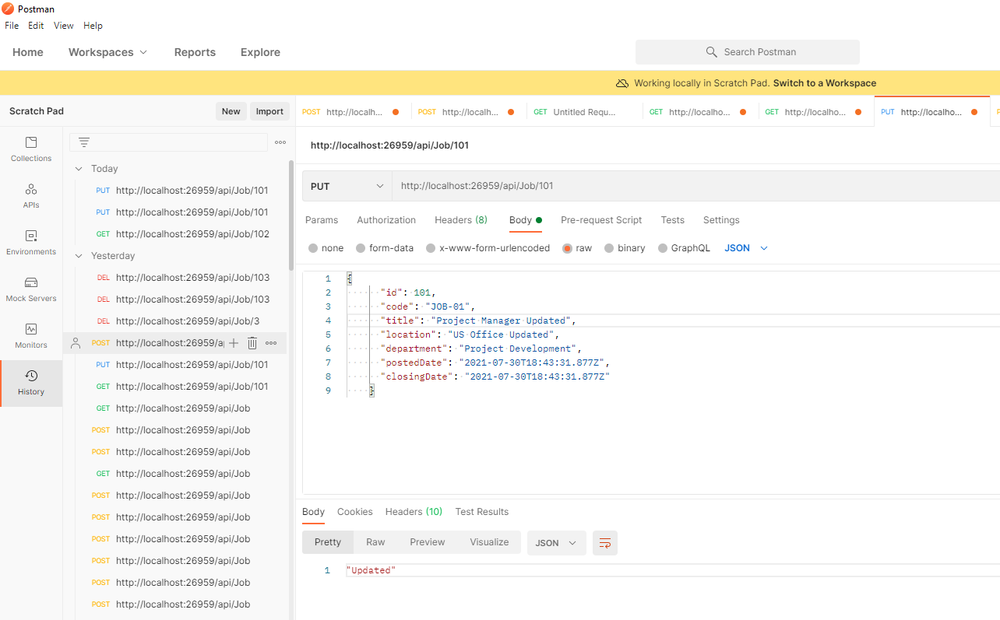 Postman
File Edit View Help
Home Workspaces Reports Explore Search Postman
Working locally in Scratch Pad. Switch to a Workspace
Scratch Pad New Import
POST http://localh... POST http://localh... GET Untitled Requ... GET http://localho... GET http://localho... PUT http://localho...
Collections
APIs
Environments
Mock Servers
Monitors
History
Today
PUT http://localhost:26959/api/Job/101
PUT http://localhost:26959/api/Job/101
GET http://localhost:26959/api/Job/102
Yesterday
DEL http://localhost:26959/api/Job/103
DEL http://localhost:26959/api/Job/103
DEL http://localhost:26959/api/Job/3
POST http://localhost:26959/a
PUT http://localhost:26959/api/Job/101
GET http://localhost:26959/api/Job/101
GET http://localhost:26959/api/Job
POST http://localhost:26959/api/Job
POST http://localhost:26959/api/Job
GET http://localhost:26959/api/Job
POST http://localhost:26959/api/Job
POST http://localhost:26959/api/Job
POST http://localhost:26959/api/Job
POST http://localhost:26959/api/Job
POST http://localhost:26959/api/Job
POST http://localhost:26959/api/Job
http://localhost:26959/api/Job/101
PUT http://localhost:26959/api/Job/101
Params Authorization Headers (8) Body Pre-request Script Tests Settings
none form-data x-www-form-urlencoded raw binary GraphQL JSON
1 {
2 "id": 101,
3 "code": "JOB-01",
4 "title": "Project Manager Updated",
5 "location": "US Office Updated",
6 "department": "Project Development",
7 "postedDate": "2021-07-30T18:43:31.877Z",
8 "closingDate": "2021-07-30T18:43:31.877Z"
9 }
Body Cookies Headers (10) Test Results
Pretty Raw Preview Visualize JSON
1 "Updated"